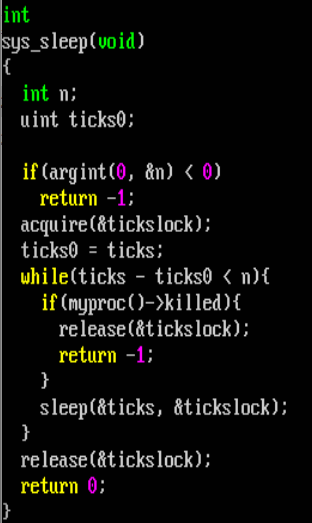 int
sys_sleep(void)
{
  int n;
  uint ticks0;

  if(argint(0, &n) < 0)
    return -1;
  acquire(&tickslock);
  ticks0 = ticks;
  while(ticks - ticks0 < n){
    if(myproc()->killed){
      release(&tickslock);
      return -1;
    }
    sleep(&ticks, &tickslock);
  }
  release(&tickslock);
  return 0;
}